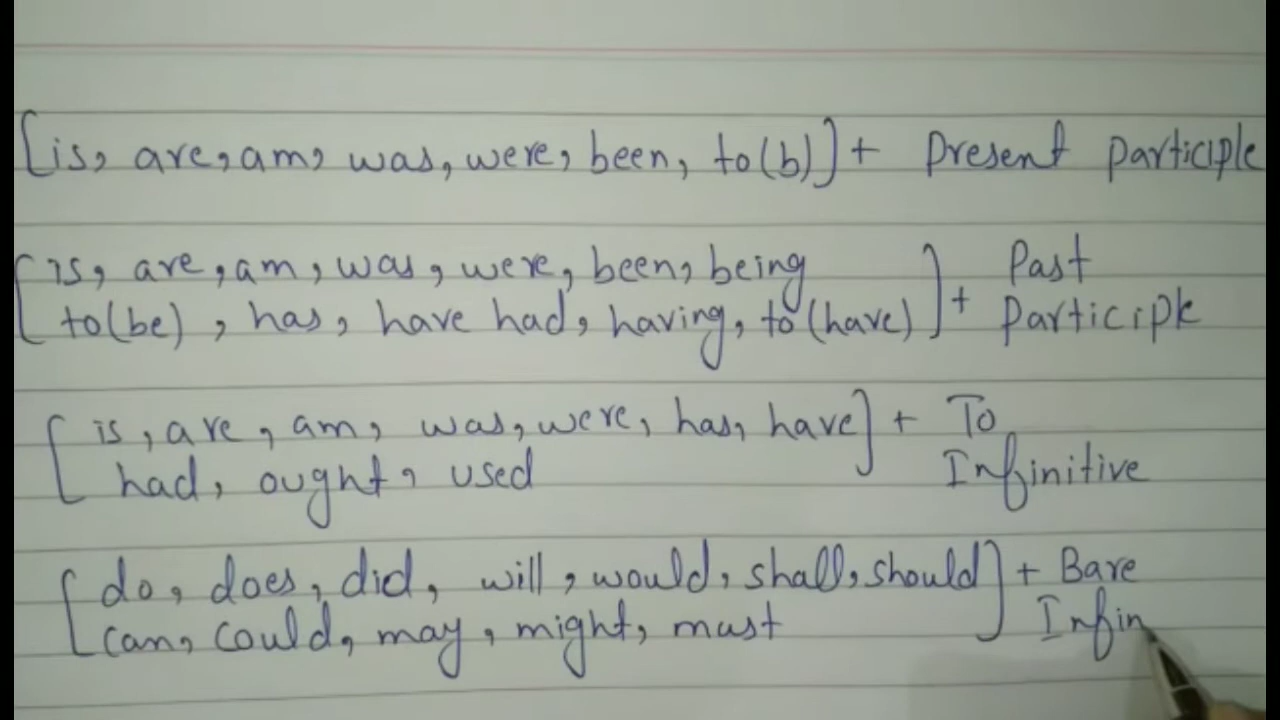 [is, are, am, was, were, been, to(b)] + Present participle
[is, are, am, was, were, been, being
to(be), has, have had, having, to(have)] + Past Participle
[is, are, am, was, were, has, have
had, ought, used] + To Infinitive
[do, does, did, will, would, shall, should
can, could, may, might, must] + Bare Infin